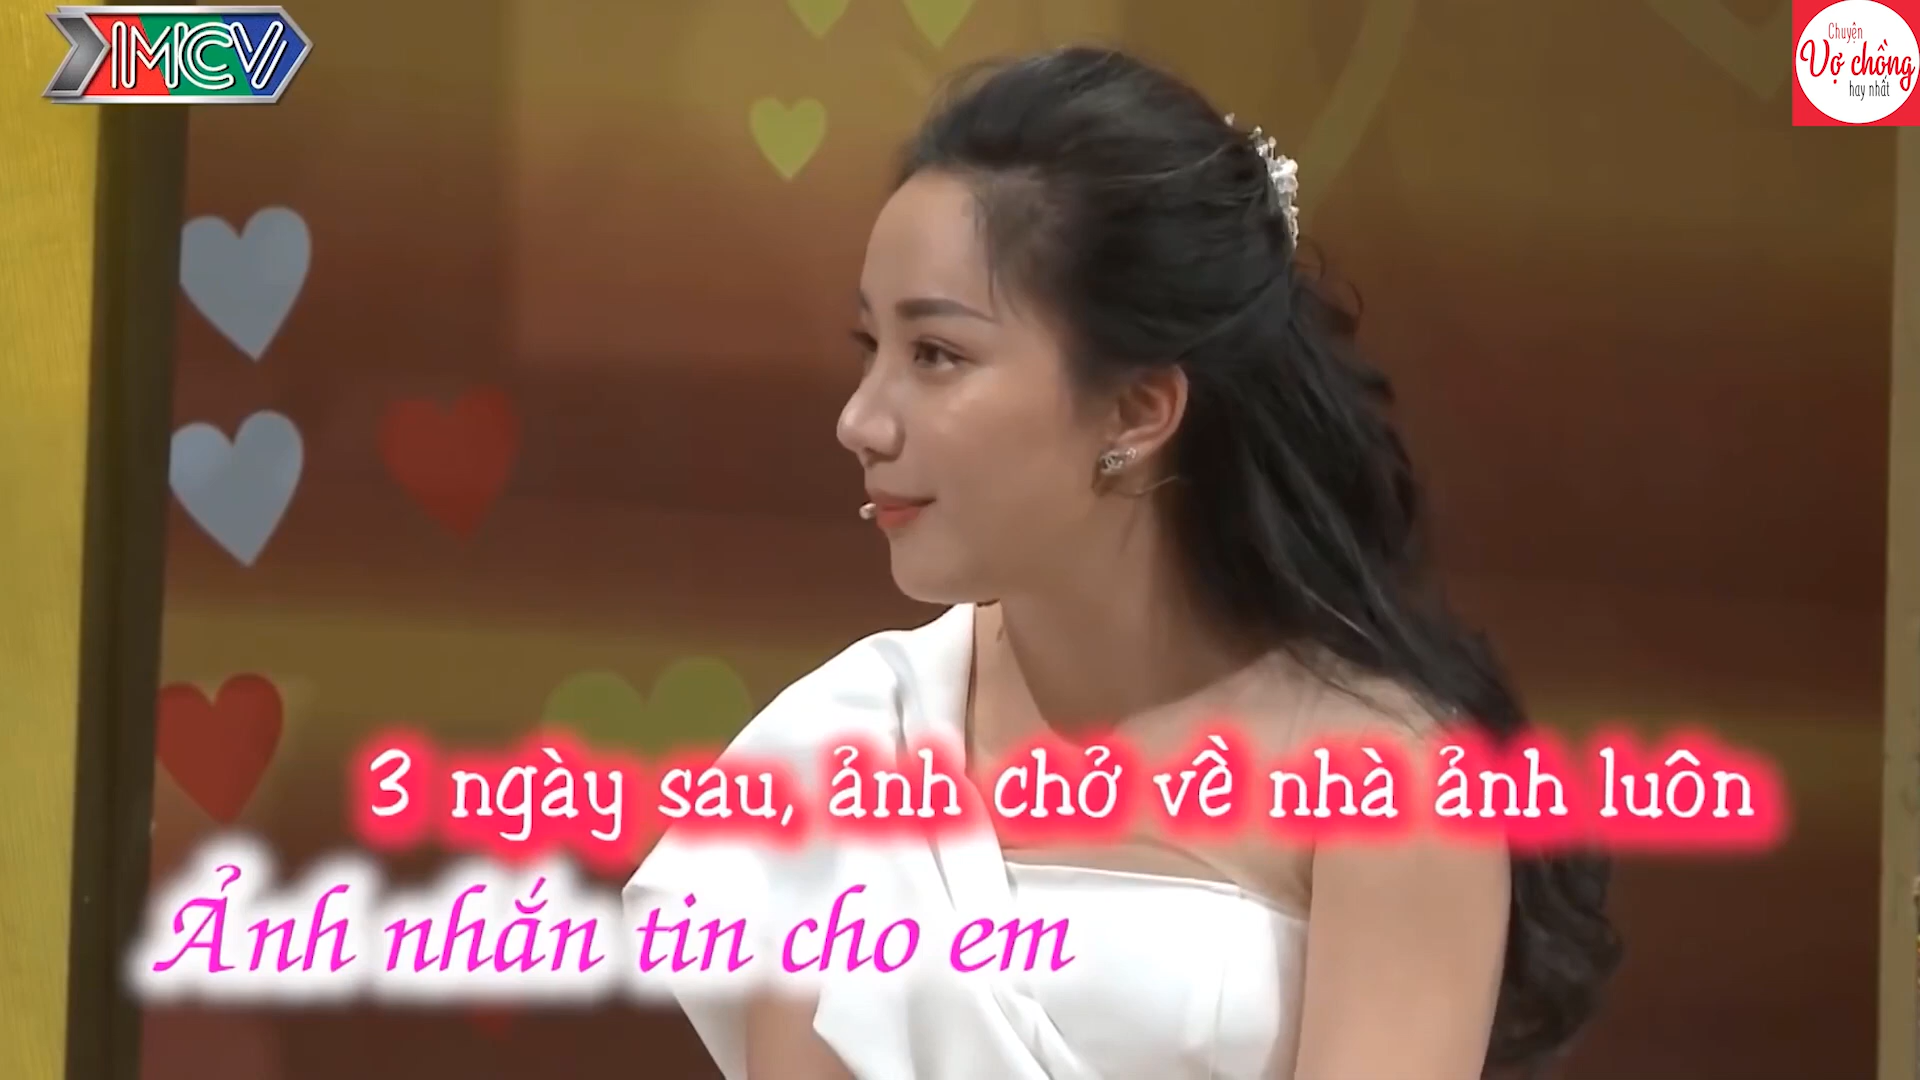 MCV
Chuyện
Vợ chồng
hay nhất
3 ngày sau, ảnh chở về nhà ảnh luôn
Ảnh nhắn tin cho em